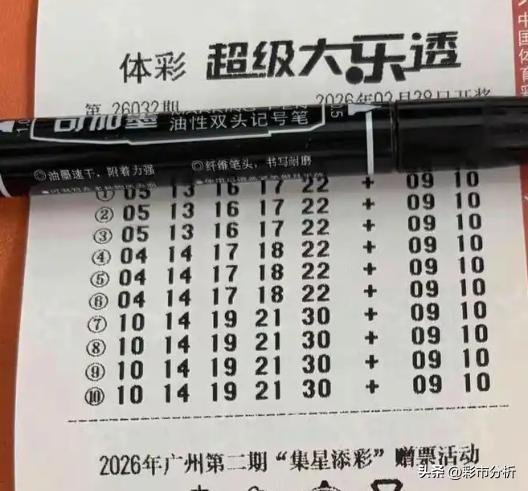 体彩 超级大乐透
第 26032期 2026年03月28日开奖
可加墨 油性双头记号笔
◎油墨速干，附着力强 ◎纤维笔头，书写耐磨
① 05 13 16 17 22 + 09 10
② 05 13 16 17 22 + 09 10
③ 05 13 16 17 22 + 09 10
④ 04 14 17 18 22 + 09 10
⑤ 04 14 17 18 22 + 09 10
⑥ 04 14 17 18 22 + 09 10
⑦ 10 14 19 21 30 + 09 10
⑧ 10 14 19 21 30 + 09 10
⑨ 10 14 19 21 30 + 09 10
⑩ 10 14 19 21 30 + 09 10
2026年广州第二期“集星添彩”赠票活动
中国体育彩
头条 @彩市分析